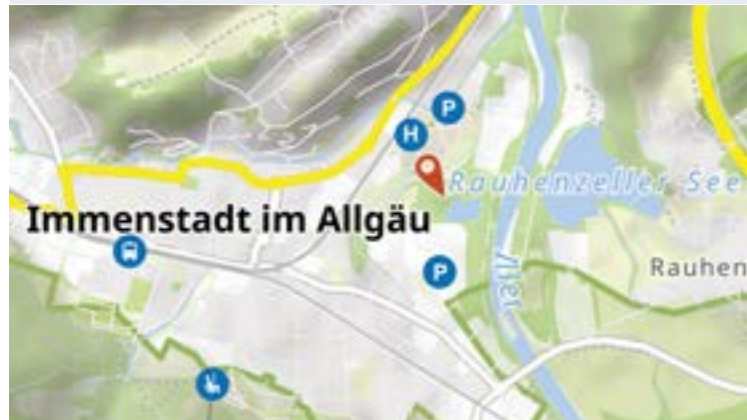 P
H
Rauhenzeller See
Immenstadt im Allgäu
P
Rauhen
Iller